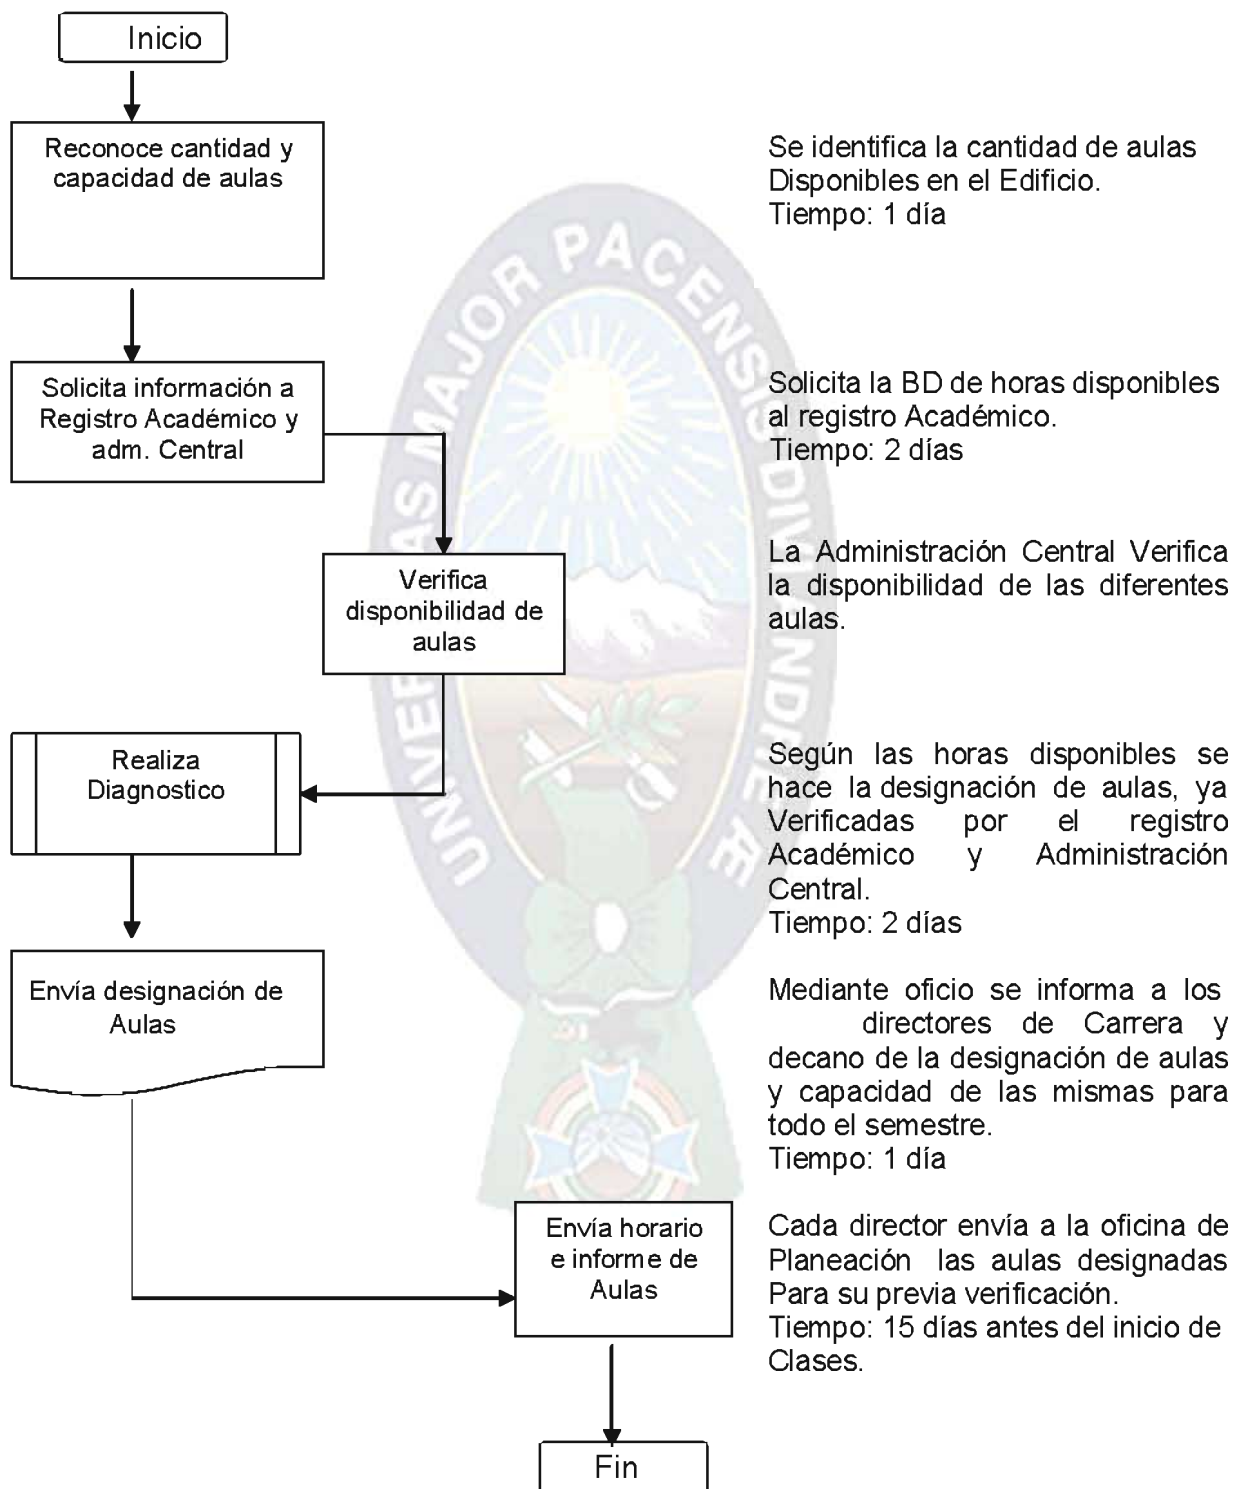 Inicio
Reconoce cantidad y
capacidad de aulas
Se identifica la cantidad de aulas
Disponibles en el Edificio.
Tiempo: 1 día
Solicita información a
Registro Académico y
adm. Central
Solicita la BD de horas disponibles
al registro Académico.
Tiempo: 2 días
Verifica
disponibilidad de
aulas
La Administración Central Verifica
la disponibilidad de las diferentes
aulas.
Realiza
Diagnostico
Según las horas disponibles se
hace la designación de aulas, ya
Verificadas por el registro
Académico y Administración
Central.
Tiempo: 2 días
Envía designación de
Aulas
Mediante oficio se informa a los
directores de Carrera y
decano de la designación de aulas
y capacidad de las mismas para
todo el semestre.
Tiempo: 1 día
Envía horario
e informe de
Aulas
Cada director envía a la oficina de
Planeación las aulas designadas
Para su previa verificación.
Tiempo: 15 días antes del inicio de
Clases.
Fin
UNIVERSITAS MAJOR PACENSIS DIVI ANDREÆ